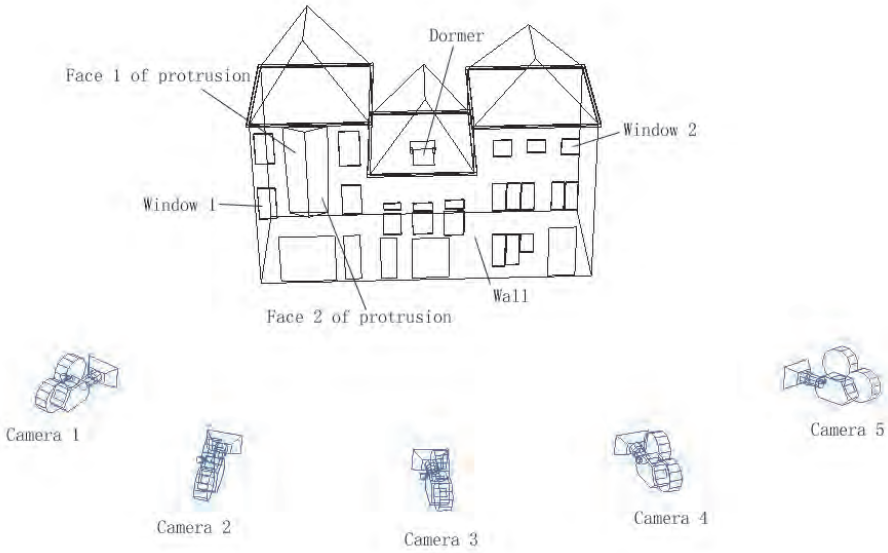 Dormer
Face 1 of protrusion
Window 2
Window 1
Wall
Face 2 of protrusion
Camera 1
Camera 5
Camera 2
Camera 4
Camera 3